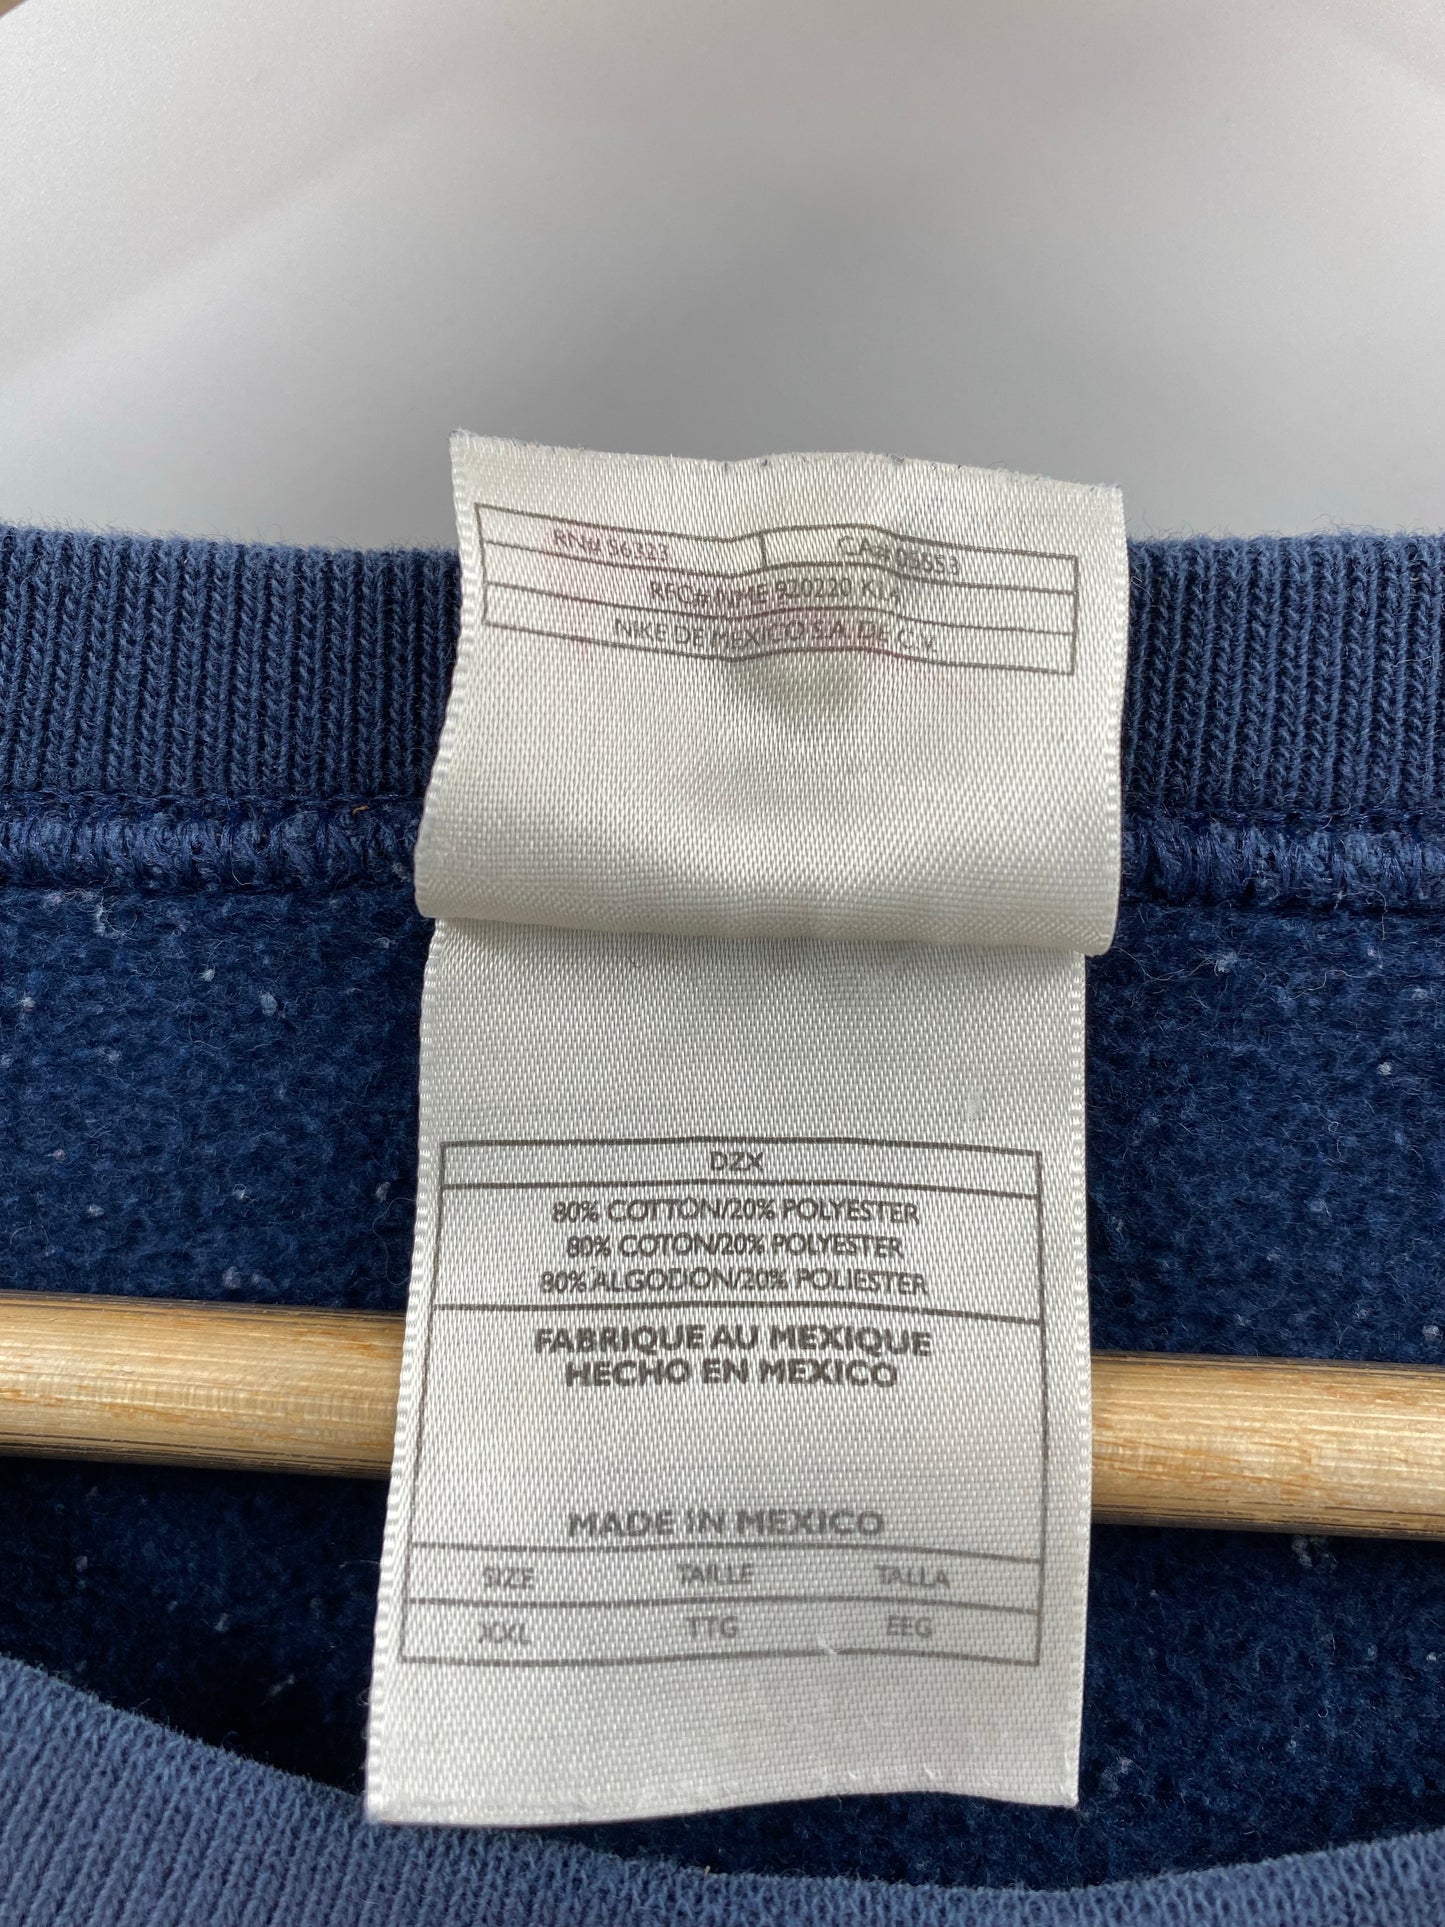 RN# 56323 CA# 05553
RFC# NME 920220 KL4
NIKE DE MEXICO S.A. DE C.V.
DZX
80% COTTON/20% POLYESTER
80% COTON/20% POLYESTER
80% ALGODON/20% POLIESTER
FABRIQUE AU MEXIQUE
HECHO EN MEXICO
MADE IN MEXICO
SIZE TAILLE TALLA
XXL TTG EEG